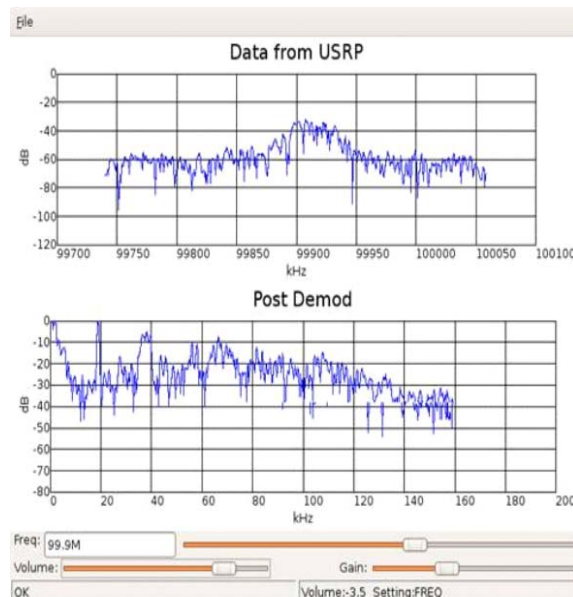 File
Data from USRP
0
-20
-40
-60
-80
-100
-120
dB
99700 99750 99800 99850 99900 99950 100000 100050 100100
kHz
Post Demod
0
-10
-20
-30
-40
-50
-60
-70
-80
dB
0 20 40 60 80 100 120 140 160 200
kHz
Freq: 99.9M
Volume: Gain:
OK Volume:-3.5 Setting:FREQ